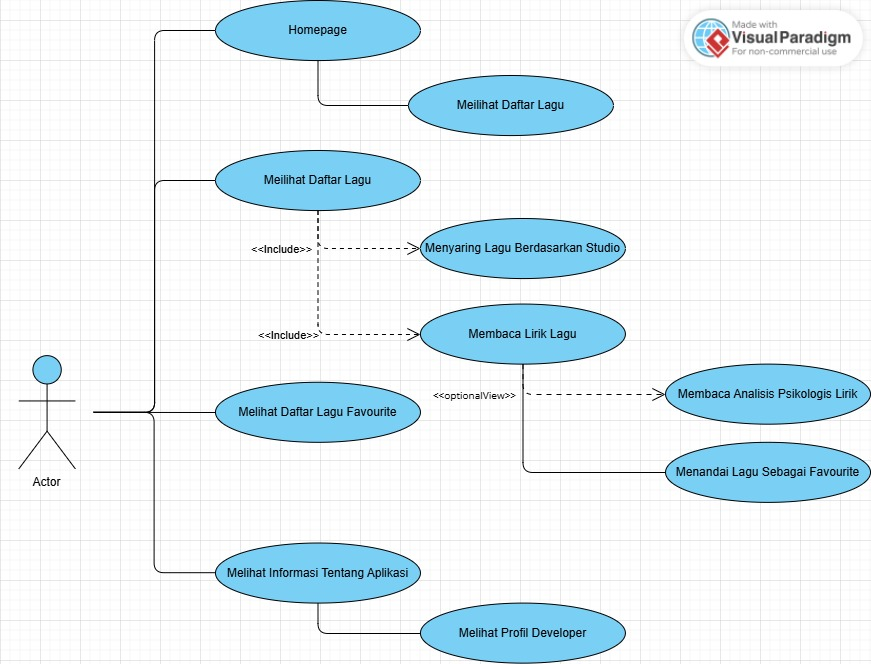 Homepage
Made with
VisualParadigm
For non-commercial use
Meilihat Daftar Lagu
Meilihat Daftar Lagu
<<Include>>
Menyaring Lagu Berdasarkan Studio
<<Include>>
Membaca Lirik Lagu
<<optionalView>>
Membaca Analisis Psikologis Lirik
Melihat Daftar Lagu Favourite
Menandai Lagu Sebagai Favourite
Actor
Melihat Informasi Tentang Aplikasi
Melihat Profil Developer